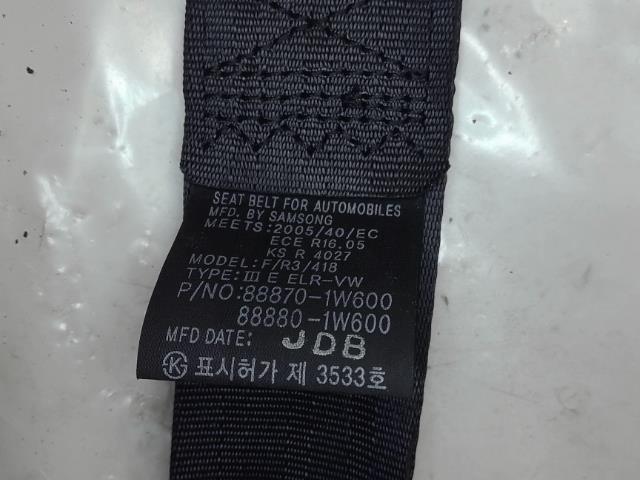 SEAT BELT FOR AUTOMOBILES
MFD. BY SAMSONG
MEETS:2005/40/EC
ECE R16.05
KS R 4027
MODEL: F/R3/418
TYPE: III E ELR-VW
P/NO:88870-1W600
88880-1W600
MFD DATE: JDB
K 표시허가 제 3533호